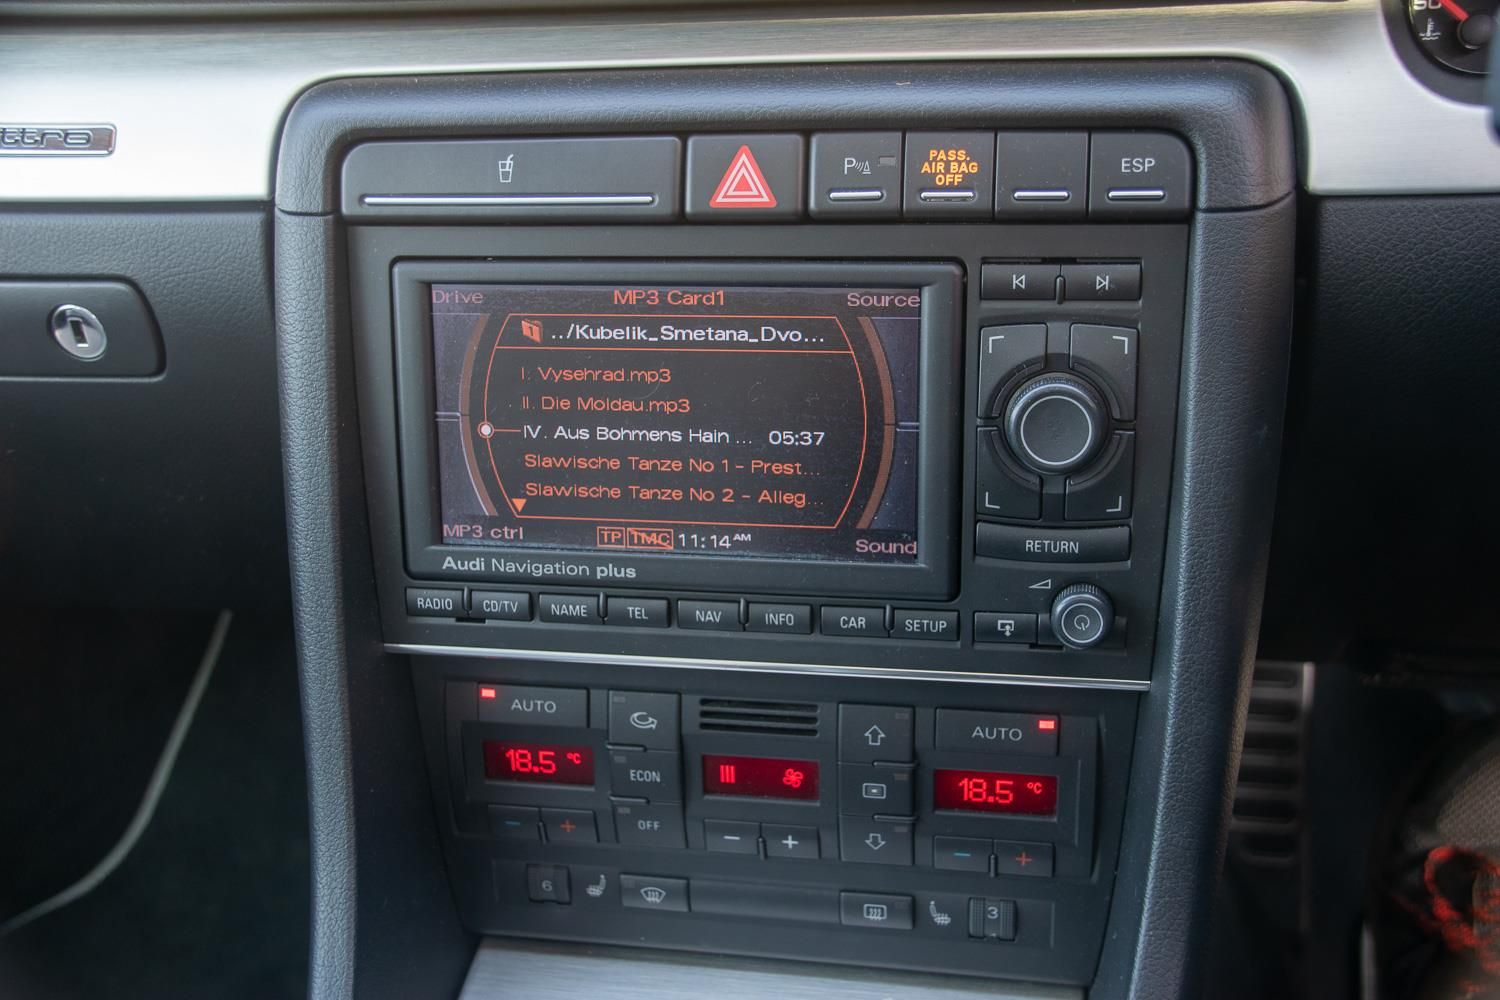 50
ttra
PASS.
AIR BAG
OFF
P
ESP
Drive MP3 Card1 Source
../Kubelik_Smetana_Dvo...
I. Vysehrad.mp3
II. Die Moldau.mp3
IV. Aus Bohmens Hain ... 05:37
Slawische Tanze No 1 - Prest...
Slawische Tanze No 2 - Alleg...
MP3 ctrl TP TMC 11:14 AM Sound
Audi Navigation plus
RETURN
RADIO CD/TV NAME TEL NAV INFO CAR SETUP
AUTO AUTO
18.5 °C 18.5 °C
ECON
OFF
- + - + - +
6 3